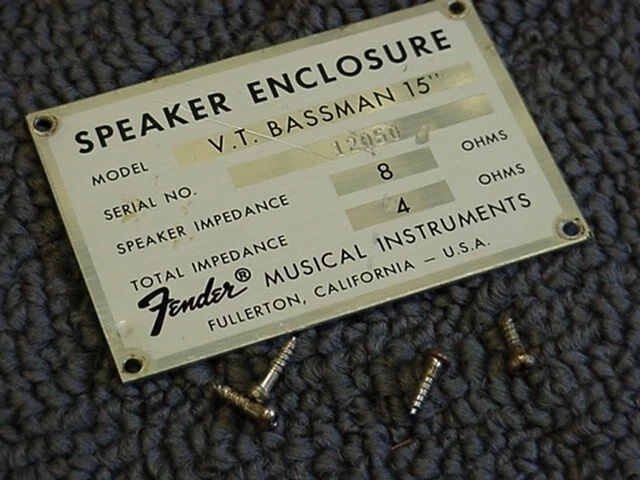 SPEAKER ENCLOSURE
MODEL V.T. BASSMAN 15"
SERIAL NO. 12050
SPEAKER IMPEDANCE 8 OHMS
TOTAL IMPEDANCE 4 OHMS
Fender® MUSICAL INSTRUMENTS
FULLERTON, CALIFORNIA – U.S.A.